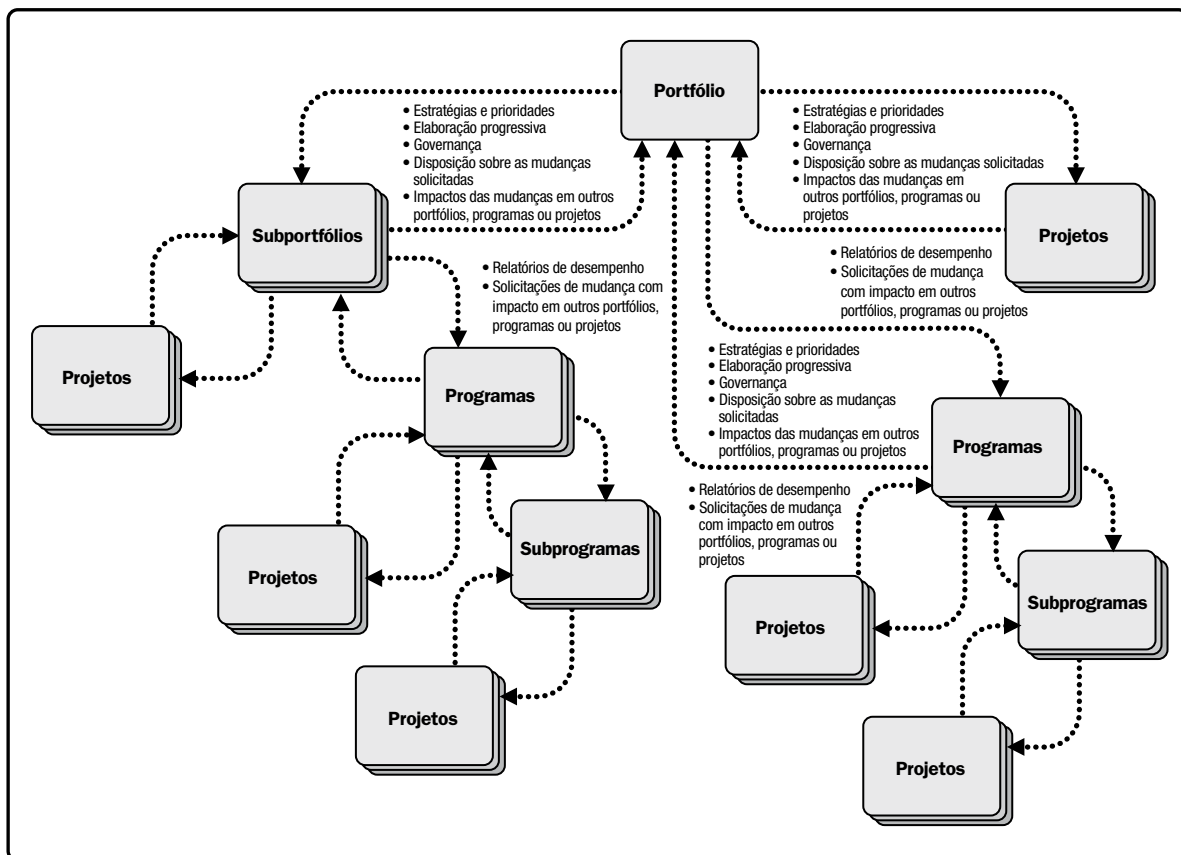 Portfólio
• Estratégias e prioridades
• Elaboração progressiva
• Governança
• Disposição sobre as mudanças
solicitadas
• Impactos das mudanças em outros
portfólios, programas ou projetos
• Estratégias e prioridades
• Elaboração progressiva
• Governança
• Disposição sobre as mudanças solicitadas
• Impactos das mudanças em
outros portfólios, programas ou
projetos
Subportfólios
Projetos
• Relatórios de desempenho
• Solicitações de mudança com
impacto em outros portfólios,
programas ou projetos
• Relatórios de desempenho
• Solicitações de mudança
com impacto em outros
portfólios, programas ou projetos
Projetos
Programas
• Estratégias e prioridades
• Elaboração progressiva
• Governança
• Disposição sobre as mudanças
solicitadas
• Impactos das mudanças em outros
portfólios, programas ou projetos
Programas
• Relatórios de desempenho
• Solicitações de mudança
com impacto em outros
portfólios, programas ou
projetos
Projetos
Subprogramas
Projetos
Subprogramas
Projetos
Projetos